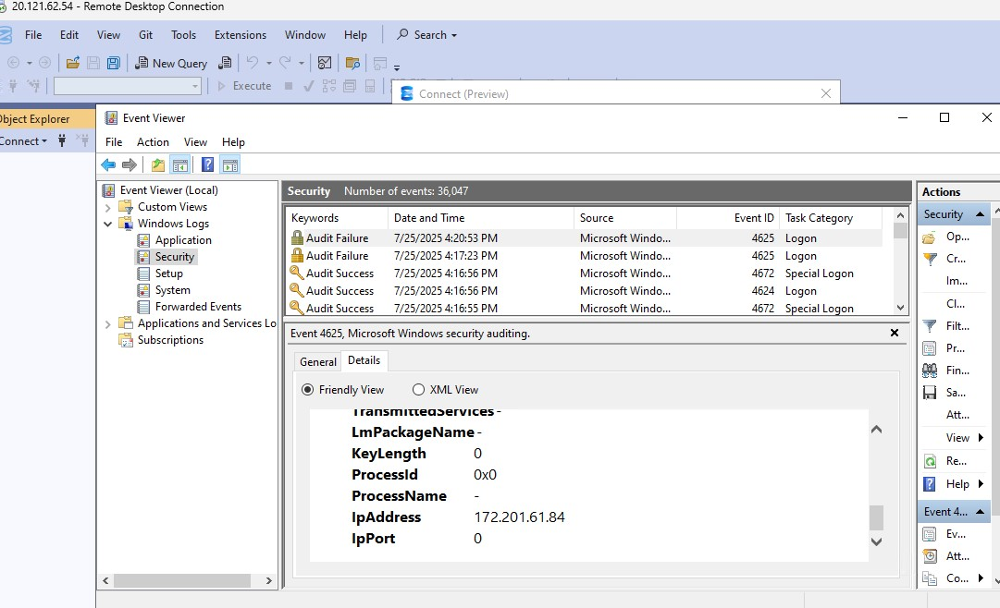 20.121.62.54 - Remote Desktop Connection
File Edit View Git Tools Extensions Window Help Search
New Query
Execute
Connect (Preview)
Object Explorer
Connect
Event Viewer
File Action View Help
Event Viewer (Local)
Custom Views
Windows Logs
Application
Security
Setup
System
Forwarded Events
Applications and Services Lo
Subscriptions
Security Number of events: 36,047
Keywords Date and Time Source Event ID Task Category
Audit Failure 7/25/2025 4:20:53 PM Microsoft Windo... 4625 Logon
Audit Failure 7/25/2025 4:17:23 PM Microsoft Windo... 4625 Logon
Audit Success 7/25/2025 4:16:56 PM Microsoft Windo... 4672 Special Logon
Audit Success 7/25/2025 4:16:56 PM Microsoft Windo... 4624 Logon
Audit Success 7/25/2025 4:16:55 PM Microsoft Windo... 4672 Special Logon
Event 4625, Microsoft Windows security auditing.
General Details
Friendly View XML View
TransmittedServices -
LmPackageName -
KeyLength 0
ProcessId 0x0
ProcessName -
IpAddress 172.201.61.84
IpPort 0
Actions
Security
Op...
Cr...
Im...
Cl...
Filt...
Pr...
Fin...
Sa...
Att...
View
Re...
Help
Event 4...
Ev...
Att...
Co...